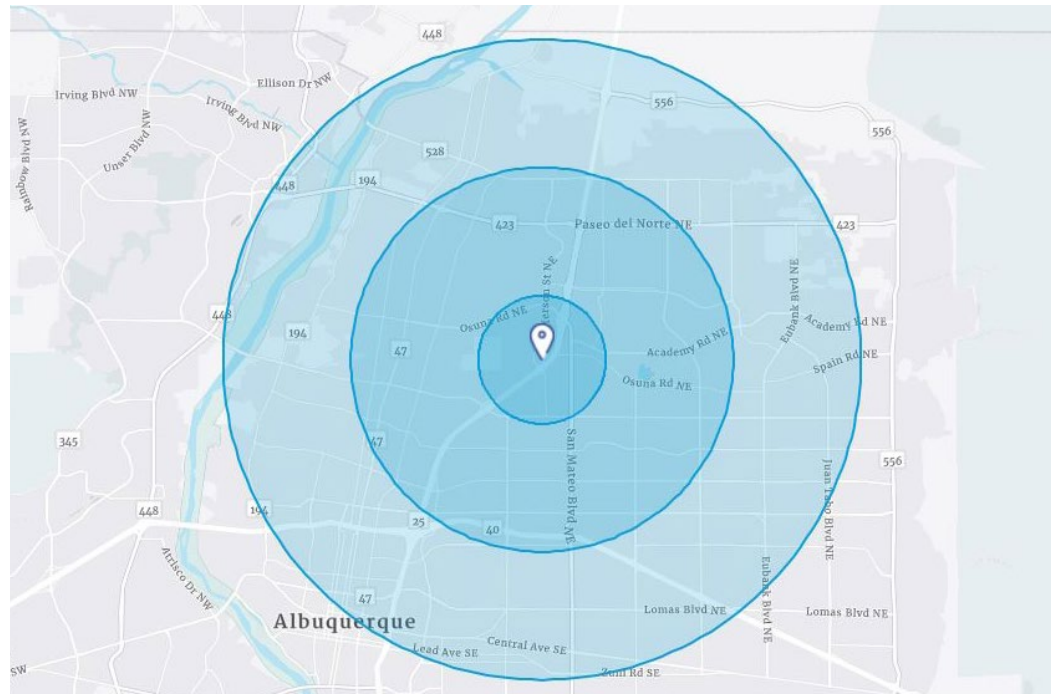 448
Ellison Dr NW
Irving Blvd NW
556
Irving Blvd NW
556
Unser Blvd NW
Rainbow Blvd NW
528
448
194
423
Paseo del Norte NE
423
erson St NE
Eubank Blvd NE
448
194
Osuna Rd NE
Academy Rd NE
47
Academy Rd NE
Spain Rd NE
Osuna Rd NE
345
47
San Mateo Blvd NE
556
Juan Tabo Blvd NE
448
194
25
40
Atrisco Dr NW
Eubank Blvd NE
47
Lomas Blvd NE
Lomas Blvd NE
Albuquerque
Central Ave SE
Lead Ave SE
Zuni Rd SE
SW